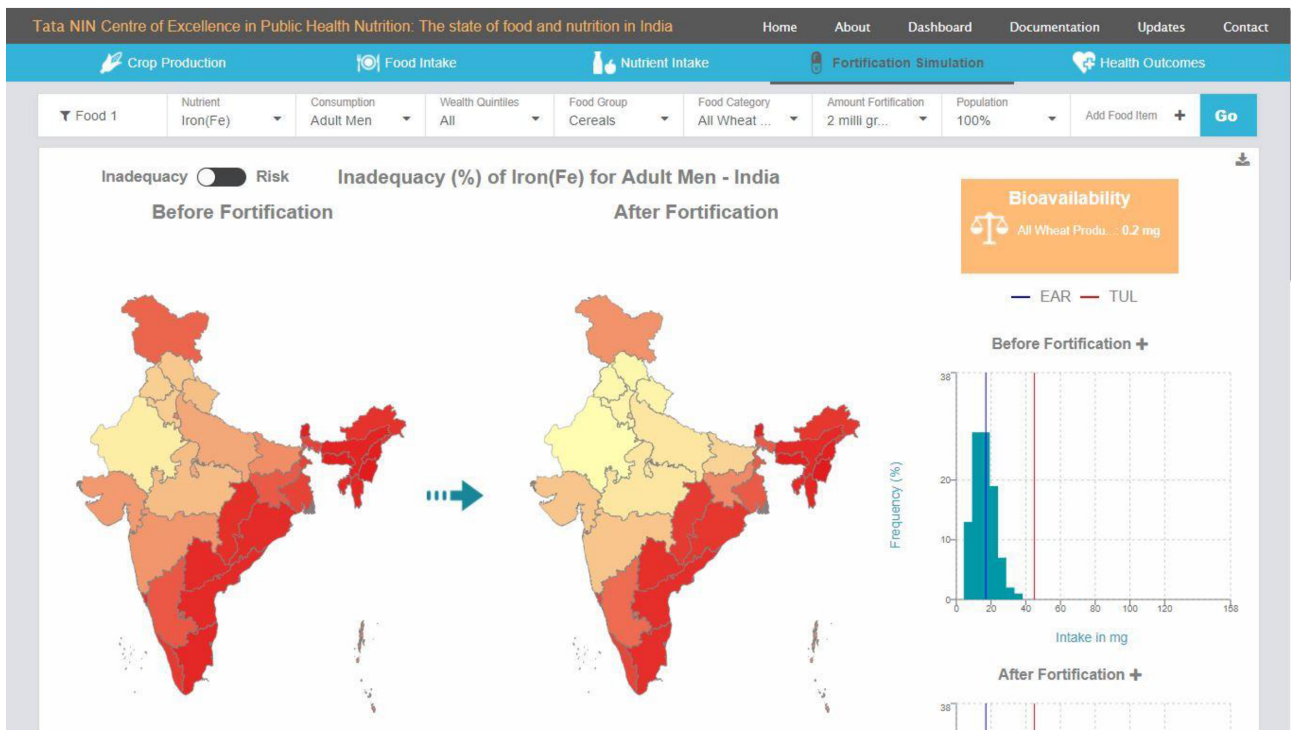 Tata NIN Centre of Excellence in Public Health Nutrition: The state of food and nutrition in India
Home
About
Dashboard
Documentation
Updates
Contact
Crop Production
Food Intake
Nutrient Intake
Fortification Simulation
Health Outcomes
Food 1
Nutrient
Iron(Fe)
Consumption
Adult Men
Wealth Quintiles
All
Food Group
Cereals
Food Category
All Wheat ...
Amount Fortification
2 milli gr...
Population
100%
Add Food Item +
Go
Inadequacy
Risk
Inadequacy (%) of Iron(Fe) for Adult Men - India
Before Fortification
After Fortification
Bioavailability
All Wheat Produ...: 0.2 mg
EAR
TUL
Before Fortification +
38
20
10
0
Frequency (%)
0 20 40 60 80 100 120 158
Intake in mg
After Fortification +
38